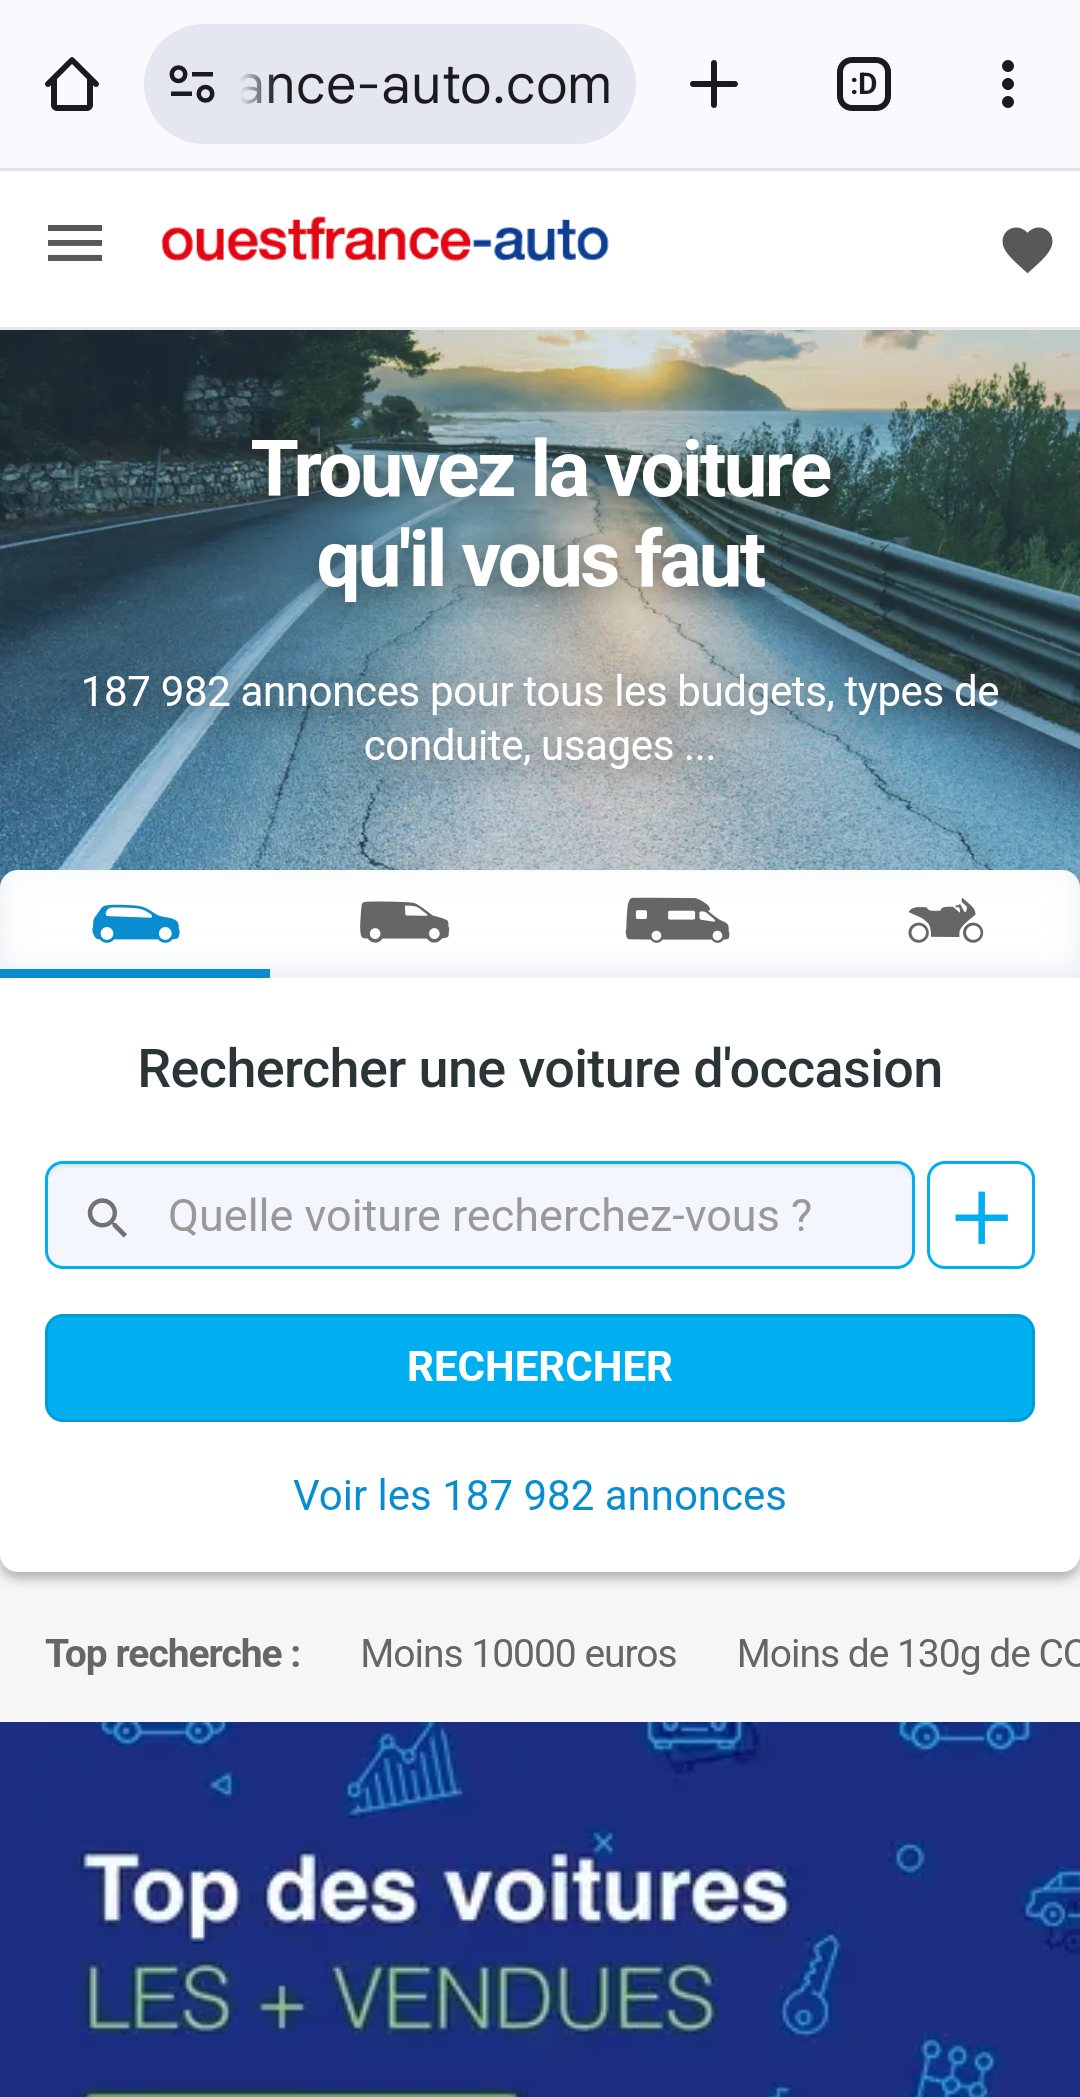 ance-auto.com
:D
ouestfrance-auto
Trouvez la voiture
qu'il vous faut
187 982 annonces pour tous les budgets, types de
conduite, usages ...
Rechercher une voiture d'occasion
Quelle voiture recherchez-vous ?
RECHERCHER
Voir les 187 982 annonces
Top recherche : Moins 10000 euros Moins de 130g de CO
Top des voitures
LES + VENDUES